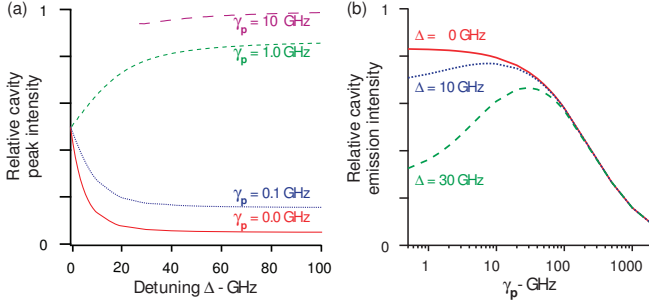 (a)
1
Relative cavity
peak intensity
0
γp = 10 GHz
γp = 1.0 GHz
γp = 0.1 GHz
γp = 0.0 GHz
0 20 40 60 80 100
Detuning Δ - GHz
(b)
1
Relative cavity
emission intensity
0
Δ = 0 GHz
Δ = 10 GHz
Δ = 30 GHz
1 10 100 1000
γp - GHz